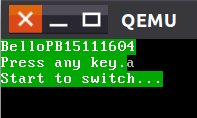 QEMU
BelloPB15111604
Press any key.a
Start to switch...